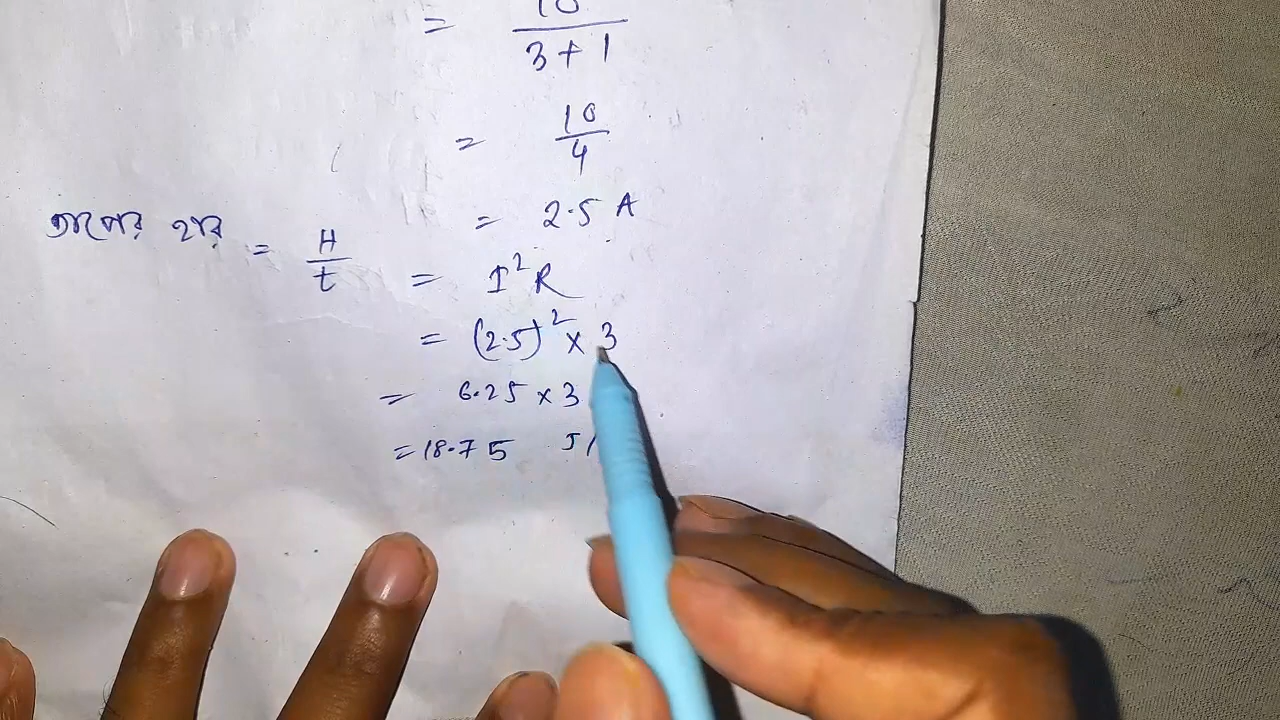 = 10 / 3 + 1
= 10 / 4
= 2.5 A
তাপের হার = H / t = I²R
= (2.5)² × 3
= 6.25 × 3
= 18.75 J/